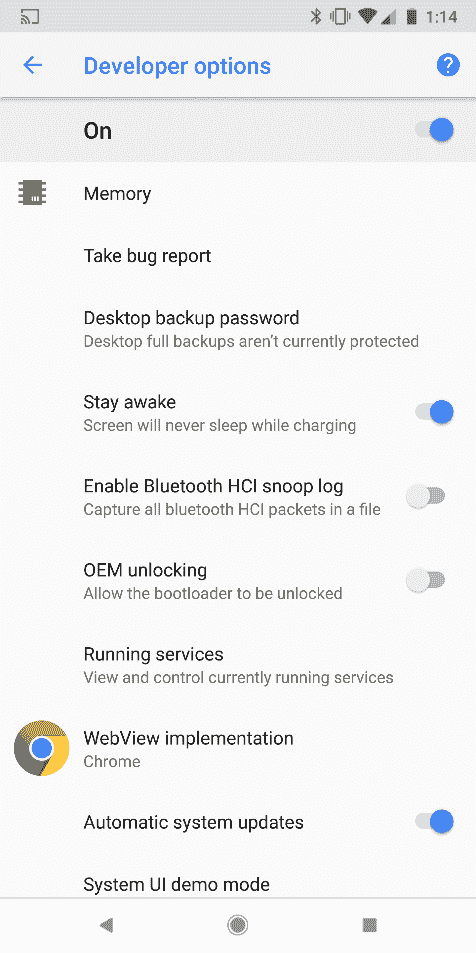 1:14
Developer options
On
Memory
Take bug report
Desktop backup password
Desktop full backups aren't currently protected
Stay awake
Screen will never sleep while charging
Enable Bluetooth HCI snoop log
Capture all bluetooth HCI packets in a file
OEM unlocking
Allow the bootloader to be unlocked
Running services
View and control currently running services
WebView implementation
Chrome
Automatic system updates
System UI demo mode